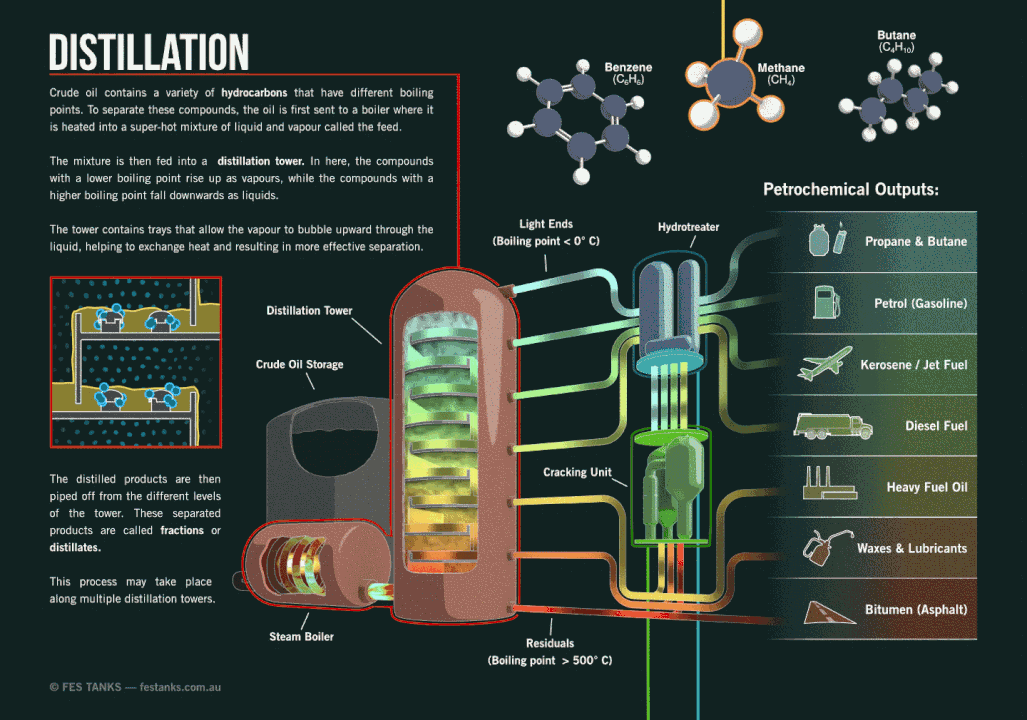 DISTILLATION
Crude oil contains a variety of hydrocarbons that have different boiling
points. To separate these compounds, the oil is first sent to a boiler where it
is heated into a super-hot mixture of liquid and vapour called the feed.
The mixture is then fed into a distillation tower. In here, the compounds
with a lower boiling point rise up as vapours, while the compounds with a
higher boiling point fall downwards as liquids.
The tower contains trays that allow the vapour to bubble upward through the
liquid, helping to exchange heat and resulting in more effective separation.
The distilled products are then
piped off from the different levels
of the tower. These separated
products are called fractions or
distillates.
This process may take place
along multiple distillation towers.
© FES TANKS — festanks.com.au
Benzene
(C₆H₆)
Methane
(CH₄)
Butane
(C₄H₁₀)
Light Ends
(Boiling point < 0° C)
Hydrotreater
Distillation Tower
Crude Oil Storage
Cracking Unit
Steam Boiler
Residuals
(Boiling point > 500° C)
Petrochemical Outputs:
Propane & Butane
Petrol (Gasoline)
Kerosene / Jet Fuel
Diesel Fuel
Heavy Fuel Oil
Waxes & Lubricants
Bitumen (Asphalt)